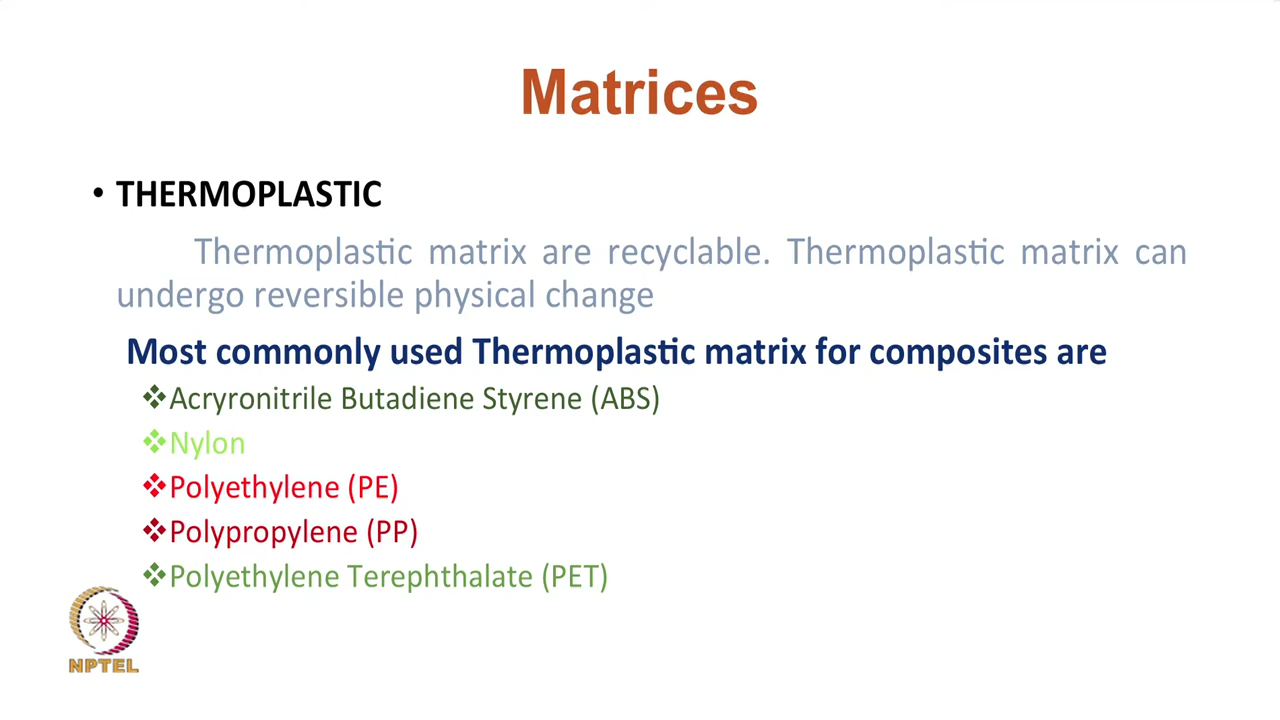 Matrices
• THERMOPLASTIC
Thermoplastic matrix are recyclable. Thermoplastic matrix can
undergo reversible physical change
Most commonly used Thermoplastic matrix for composites are
❖Acryronitrile Butadiene Styrene (ABS)
❖Nylon
❖Polyethylene (PE)
❖Polypropylene (PP)
❖Polyethylene Terephthalate (PET)
NPTEL